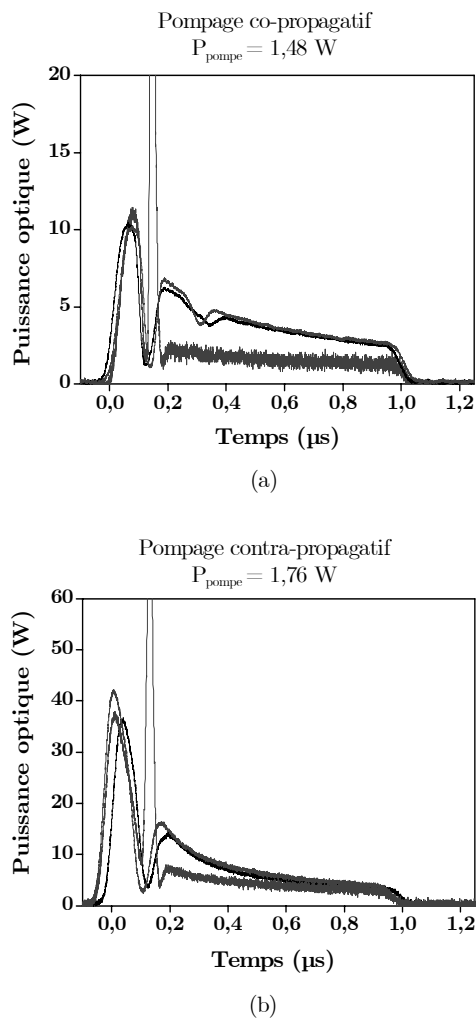 Pompage co-propagatif
P_pompe = 1,48 W
Puissance optique (W)
20
15
10
5
0
0,0 0,2 0,4 0,6 0,8 1,0 1,2
Temps (µs)
(a)
Pompage contra-propagatif
P_pompe = 1,76 W
Puissance optique (W)
60
50
40
30
20
10
0
0,0 0,2 0,4 0,6 0,8 1,0 1,2
Temps (µs)
(b)